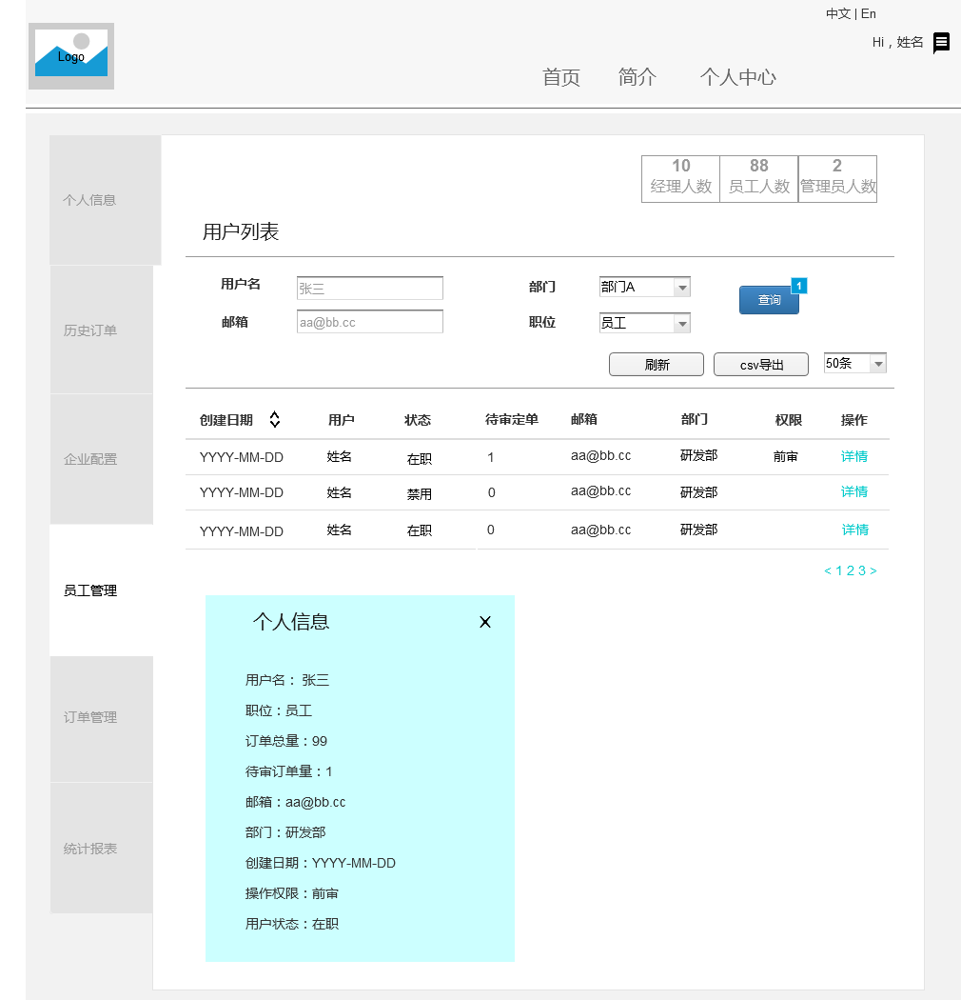 中文 | En
Hi，姓名
Logo
首页 简介 个人中心
10 88 2
经理人数 员工人数 管理员人数
个人信息
用户列表
用户名 张三 部门 部门A 查询 1
邮箱 aa@bb.cc 职位 员工
历史订单
刷新 csv导出 50条
创建日期 用户 状态 待审定单 邮箱 部门 权限 操作
YYYY-MM-DD 姓名 在职 1 aa@bb.cc 研发部 前审 详情
企业配置
YYYY-MM-DD 姓名 禁用 0 aa@bb.cc 研发部 详情
YYYY-MM-DD 姓名 在职 0 aa@bb.cc 研发部 详情
< 1 2 3 >
员工管理
个人信息 X
用户名： 张三
职位：员工
订单管理
订单总量：99
待审订单量：1
邮箱：aa@bb.cc
部门：研发部
统计报表
创建日期：YYYY-MM-DD
操作权限：前审
用户状态：在职